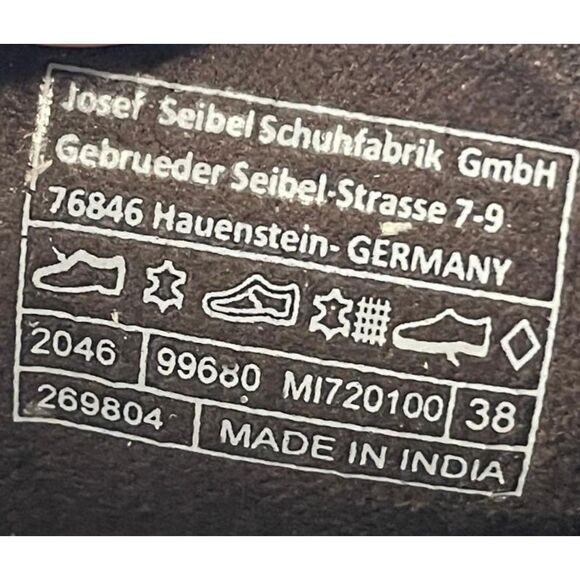 Josef Seibel Schuhfabrik GmbH
Gebrueder Seibel-Strasse 7-9
76846 Hauenstein- GERMANY
2046 99680 MI720100 38
269804 MADE IN INDIA